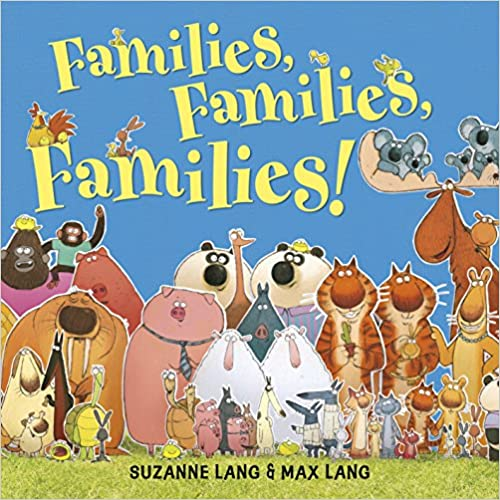 Families,
Families,
Families!
SUZANNE LANG & MAX LANG